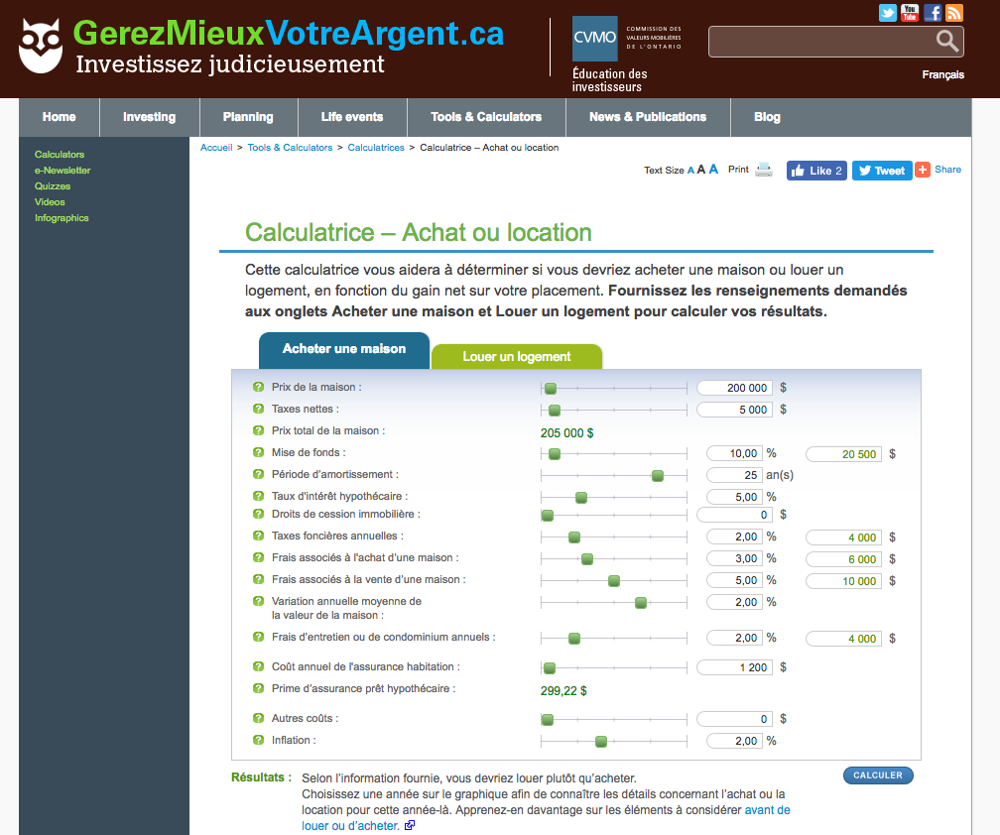 GerezMieuxVotreArgent.ca
Investissez judicieusement
CVMO
COMMISSION DES
VALEURS MOBILIÈRES
DE L'ONTARIO
Éducation des
investisseurs
You
Tube
Français
Home Investing Planning Life events Tools & Calculators News & Publications Blog
Calculators
e-Newsletter
Quizzes
Videos
Infographics
Accueil > Tools & Calculators > Calculatrices > Calculatrice – Achat ou location
Text Size A A A Print Like 2 Tweet Share
Calculatrice – Achat ou location
Cette calculatrice vous aidera à déterminer si vous devriez acheter une maison ou louer un
logement, en fonction du gain net sur votre placement. Fournissez les renseignements demandés
aux onglets Acheter une maison et Louer un logement pour calculer vos résultats.
Acheter une maison Louer un logement
? Prix de la maison : 200 000 $
? Taxes nettes : 5 000 $
? Prix total de la maison : 205 000 $
? Mise de fonds : 10,00 % 20 500 $
? Période d'amortissement : 25 an(s)
? Taux d'intérêt hypothécaire : 5,00 %
? Droits de cession immobilière : 0 $
? Taxes foncières annuelles : 2,00 % 4 000 $
? Frais associés à l'achat d'une maison : 3,00 % 6 000 $
? Frais associés à la vente d'une maison : 5,00 % 10 000 $
? Variation annuelle moyenne de
la valeur de la maison : 2,00 %
? Frais d'entretien ou de condominium annuels : 2,00 % 4 000 $
? Coût annuel de l'assurance habitation : 1 200 $
? Prime d'assurance prêt hypothécaire : 299,22 $
? Autres coûts : 0 $
? Inflation : 2,00 %
CALCULER
Résultats : Selon l'information fournie, vous devriez louer plutôt qu'acheter.
Choisissez une année sur le graphique afin de connaître les détails concernant l'achat ou la
location pour cette année-là. Apprenez-en davantage sur les éléments à considérer avant de
louer ou d'acheter.